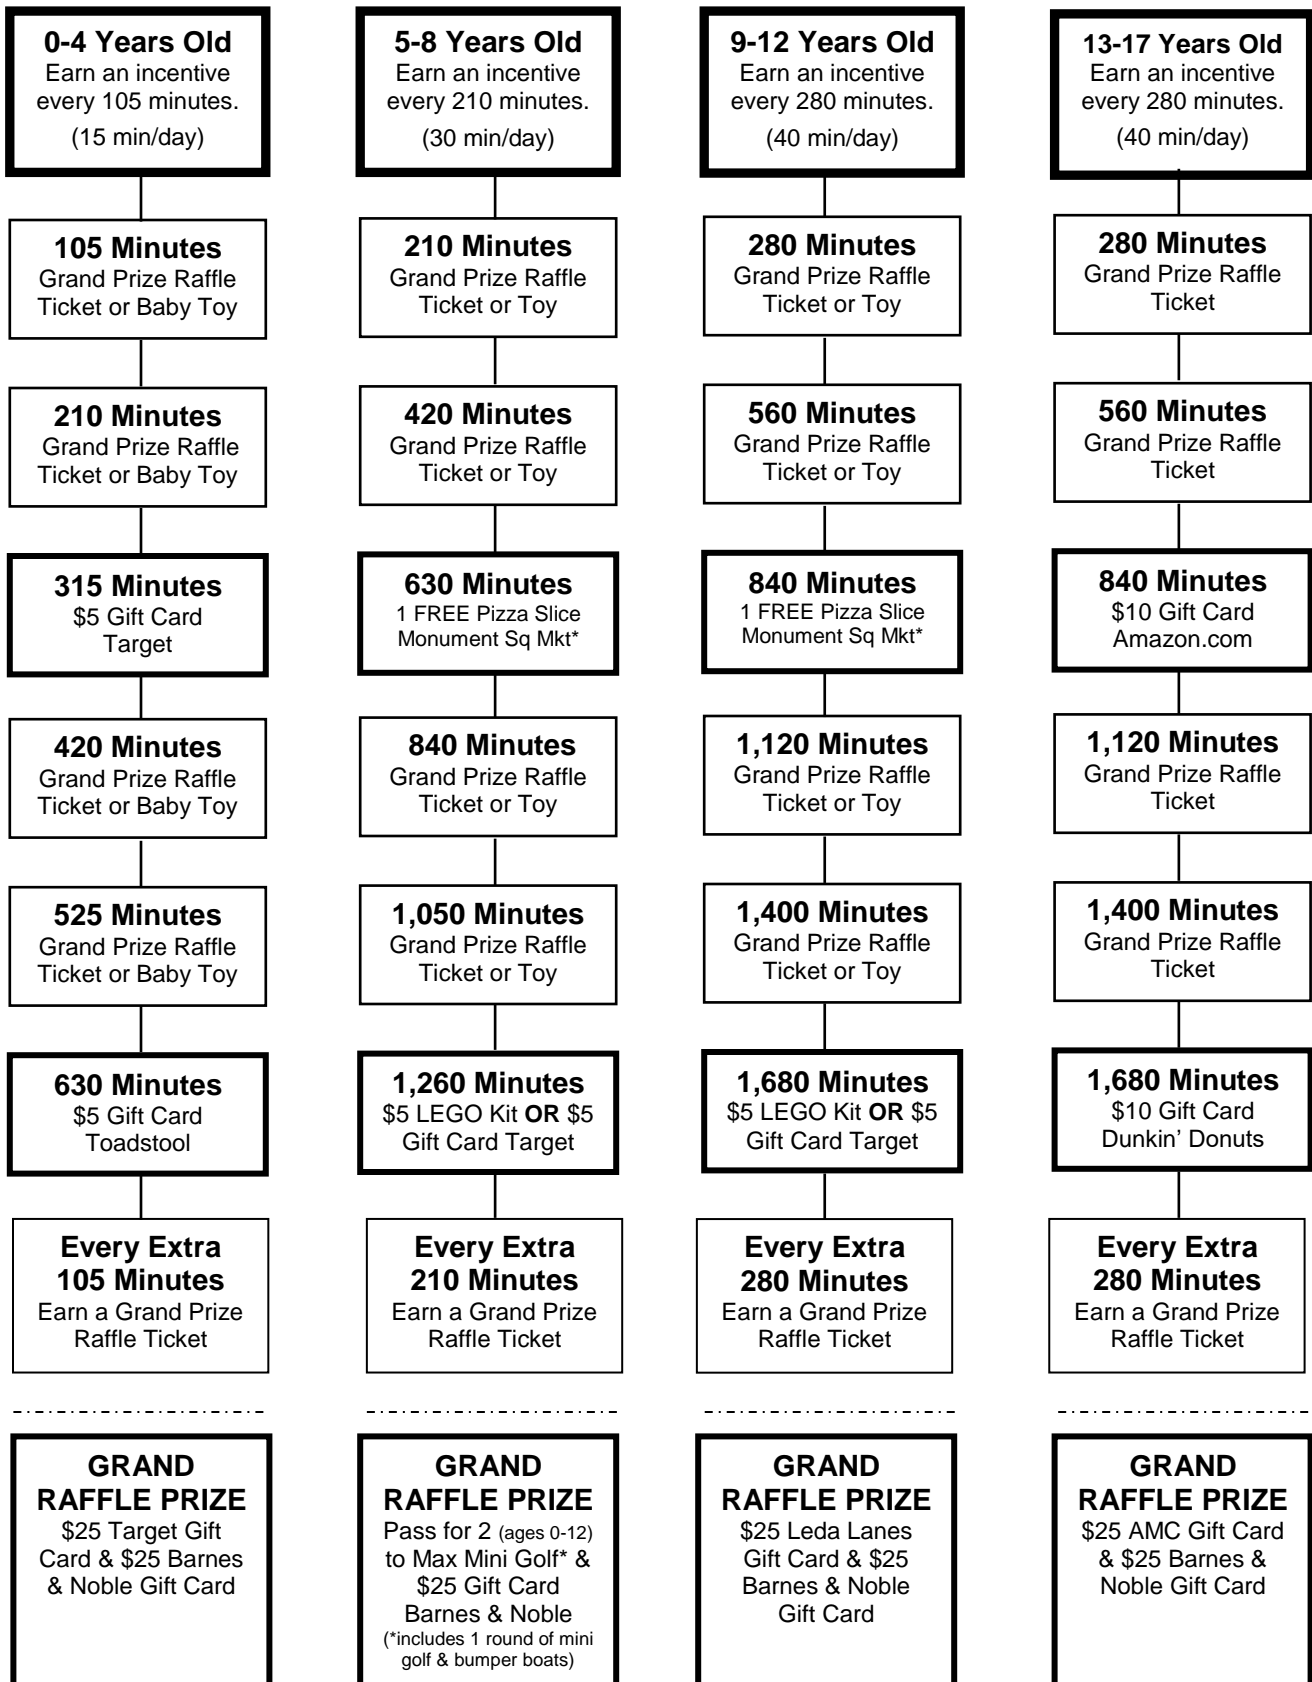 0-4 Years Old
Earn an incentive
every 105 minutes.
(15 min/day)
105 Minutes
Grand Prize Raffle
Ticket or Baby Toy
210 Minutes
Grand Prize Raffle
Ticket or Baby Toy
315 Minutes
$5 Gift Card
Target
420 Minutes
Grand Prize Raffle
Ticket or Baby Toy
525 Minutes
Grand Prize Raffle
Ticket or Baby Toy
630 Minutes
$5 Gift Card
Toadstool
Every Extra
105 Minutes
Earn a Grand Prize
Raffle Ticket
GRAND
RAFFLE PRIZE
$25 Target Gift
Card & $25 Barnes
& Noble Gift Card
5-8 Years Old
Earn an incentive
every 210 minutes.
(30 min/day)
210 Minutes
Grand Prize Raffle
Ticket or Toy
420 Minutes
Grand Prize Raffle
Ticket or Toy
630 Minutes
1 FREE Pizza Slice
Monument Sq Mkt*
840 Minutes
Grand Prize Raffle
Ticket or Toy
1,050 Minutes
Grand Prize Raffle
Ticket or Toy
1,260 Minutes
$5 LEGO Kit OR $5
Gift Card Target
Every Extra
210 Minutes
Earn a Grand Prize
Raffle Ticket
GRAND
RAFFLE PRIZE
Pass for 2 (ages 0-12)
to Max Mini Golf* &
$25 Gift Card
Barnes & Noble
(*includes 1 round of mini
golf & bumper boats)
9-12 Years Old
Earn an incentive
every 280 minutes.
(40 min/day)
280 Minutes
Grand Prize Raffle
Ticket or Toy
560 Minutes
Grand Prize Raffle
Ticket or Toy
840 Minutes
1 FREE Pizza Slice
Monument Sq Mkt*
1,120 Minutes
Grand Prize Raffle
Ticket or Toy
1,400 Minutes
Grand Prize Raffle
Ticket or Toy
1,680 Minutes
$5 LEGO Kit OR $5
Gift Card Target
Every Extra
280 Minutes
Earn a Grand Prize
Raffle Ticket
GRAND
RAFFLE PRIZE
$25 Leda Lanes
Gift Card & $25
Barnes & Noble
Gift Card
13-17 Years Old
Earn an incentive
every 280 minutes.
(40 min/day)
280 Minutes
Grand Prize Raffle
Ticket
560 Minutes
Grand Prize Raffle
Ticket
840 Minutes
$10 Gift Card
Amazon.com
1,120 Minutes
Grand Prize Raffle
Ticket
1,400 Minutes
Grand Prize Raffle
Ticket
1,680 Minutes
$10 Gift Card
Dunkin’ Donuts
Every Extra
280 Minutes
Earn a Grand Prize
Raffle Ticket
GRAND
RAFFLE PRIZE
$25 AMC Gift Card
& $25 Barnes &
Noble Gift Card